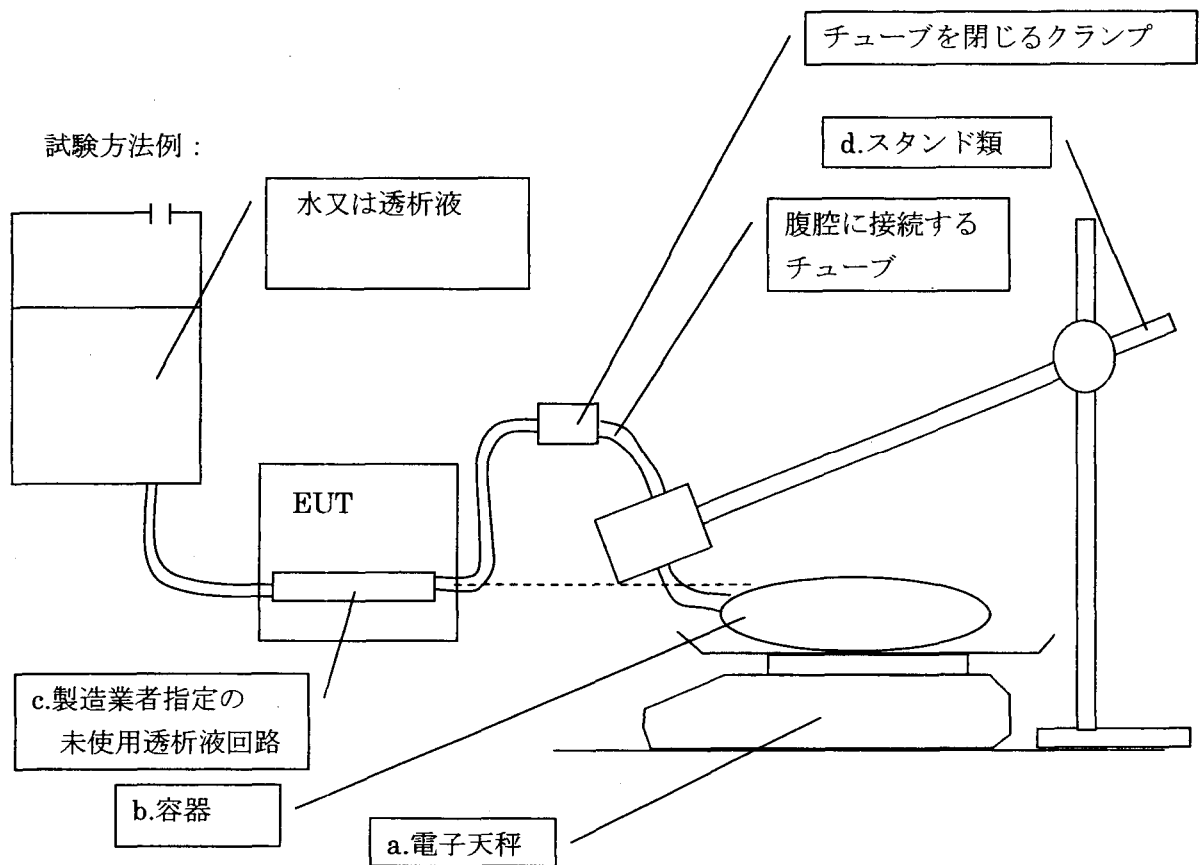 チューブを閉じるクランプ
d.スタンド類
試験方法例：
水又は透析液
腹腔に接続する
チューブ
EUT
c.製造業者指定の
未使用透析液回路
b.容器
a.電子天秤